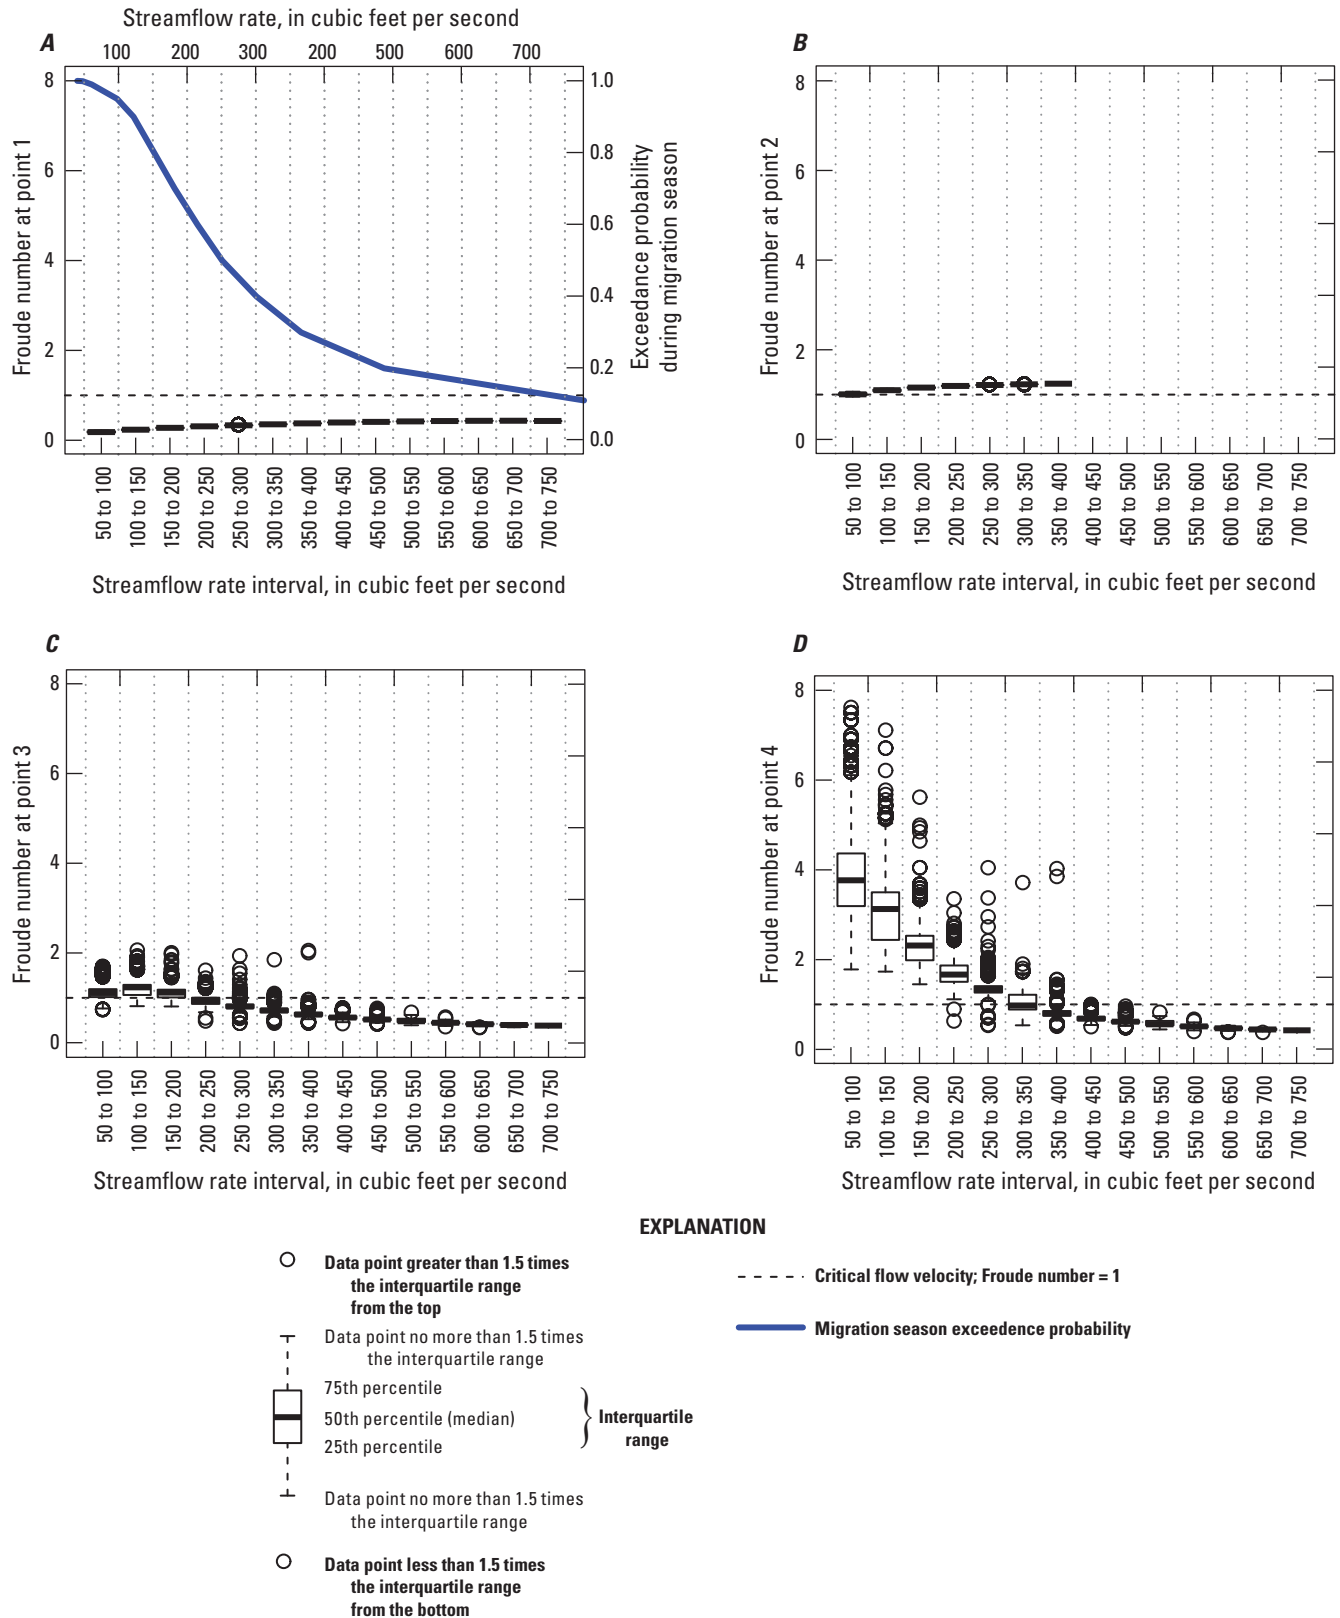 Streamflow rate, in cubic feet per second
A
100 200 300 200 500 600 700
8
6
4
2
0
Froude number at point 1
1.0
0.8
0.6
0.4
0.2
0.0
Exceedance probability
during migration season
50 to 100
100 to 150
150 to 200
200 to 250
250 to 300
300 to 350
350 to 400
400 to 450
450 to 500
500 to 550
550 to 600
600 to 650
650 to 700
700 to 750
Streamflow rate interval, in cubic feet per second
B
8
6
4
2
0
Froude number at point 2
50 to 100
100 to 150
150 to 200
200 to 250
250 to 300
300 to 350
350 to 400
400 to 450
450 to 500
500 to 550
550 to 600
600 to 650
650 to 700
700 to 750
Streamflow rate interval, in cubic feet per second
C
8
6
4
2
0
Froude number at point 3
50 to 100
100 to 150
150 to 200
200 to 250
250 to 300
300 to 350
350 to 400
400 to 450
450 to 500
500 to 550
550 to 600
600 to 650
650 to 700
700 to 750
Streamflow rate interval, in cubic feet per second
D
8
6
4
2
0
Froude number at point 4
50 to 100
100 to 150
150 to 200
200 to 250
250 to 300
300 to 350
350 to 400
400 to 450
450 to 500
500 to 550
550 to 600
600 to 650
650 to 700
700 to 750
Streamflow rate interval, in cubic feet per second
EXPLANATION
Data point greater than 1.5 times
the interquartile range
from the top
Data point no more than 1.5 times
the interquartile range
75th percentile
50th percentile (median)
25th percentile
Interquartile
range
Data point no more than 1.5 times
the interquartile range
Data point less than 1.5 times
the interquartile range
from the bottom
Critical flow velocity; Froude number = 1
Migration season exceedence probability